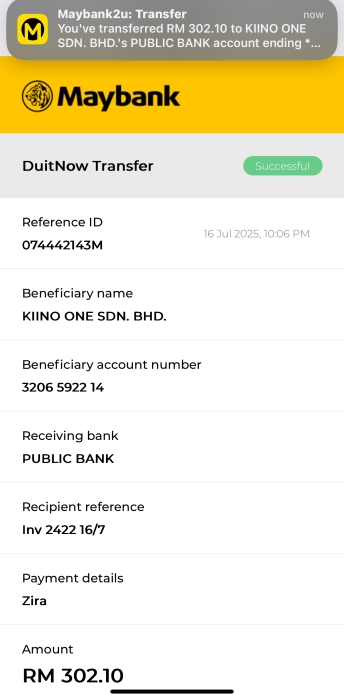 Maybank2u: Transfer now
You've transferred RM 302.10 to KIINO ONE
SDN. BHD.'s PUBLIC BANK account ending *...
Maybank
DuitNow Transfer Successful
Reference ID
16 Jul 2025, 10:06 PM
074442143M
Beneficiary name
KIINO ONE SDN. BHD.
Beneficiary account number
3206 5922 14
Receiving bank
PUBLIC BANK
Recipient reference
Inv 2422 16/7
Payment details
Zira
Amount
RM 302.10